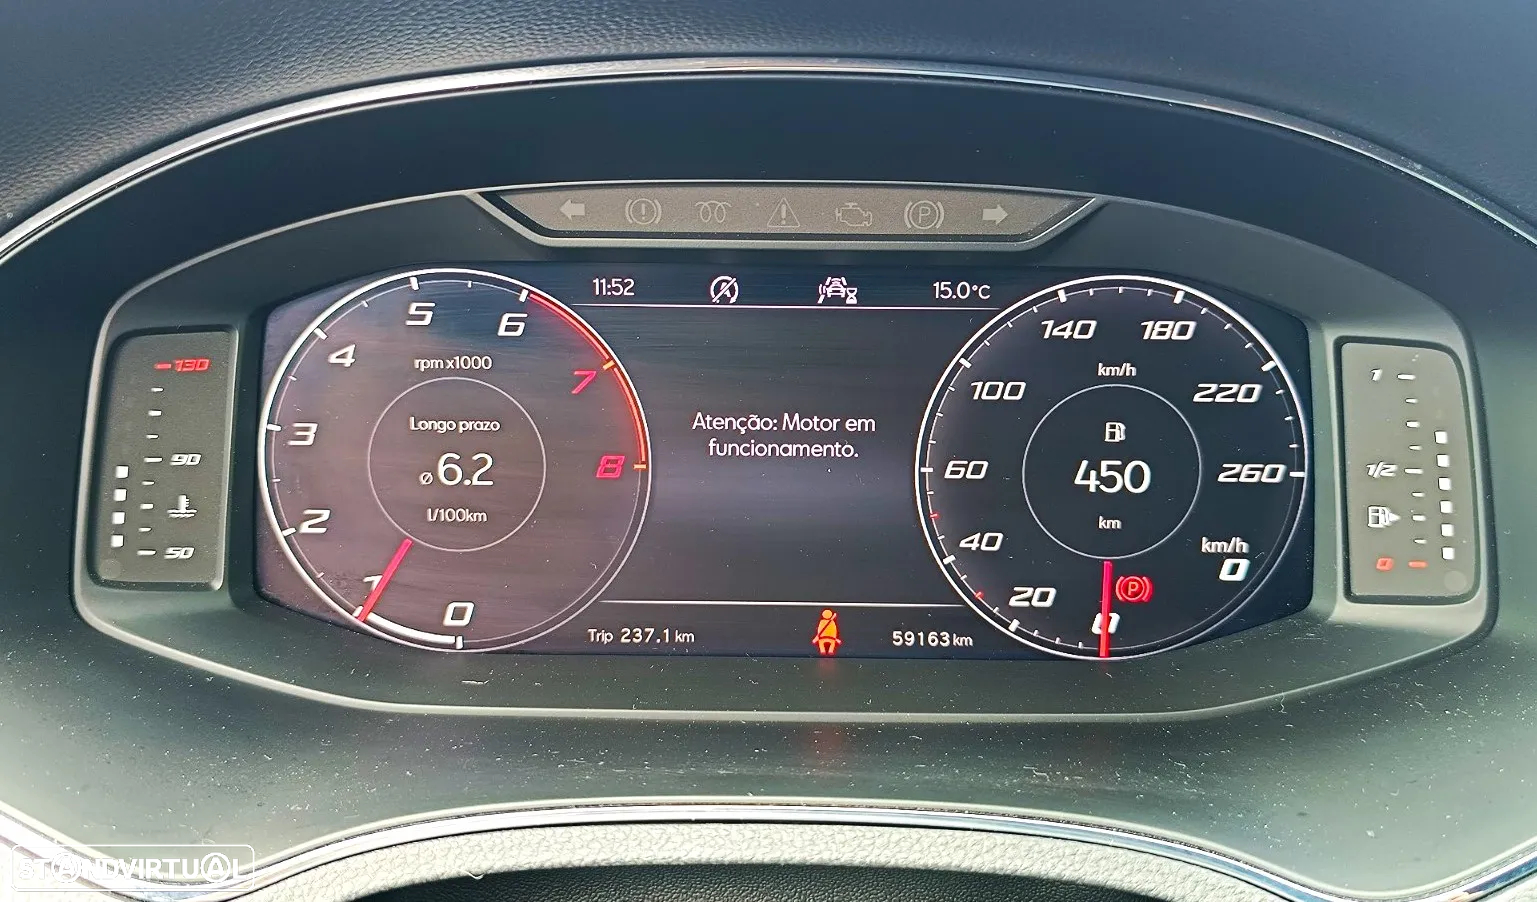 11:52
15.0°C
130
90
50
5
6
4
7
3
8
2
1
0
rpm x1000
Longo prazo
ø6.2
l/100km
Atenção: Motor em
funcionamento.
140
180
100
220
60
260
40
20
0
km/h
450
km
km/h
0
P
P
1
1/2
0
Trip 237.1 km
59163 km
STANDVIRTUAL